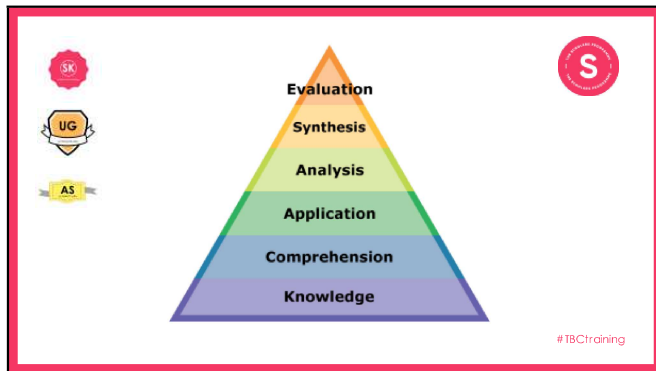 SK
UG
AS
Evaluation
Synthesis
Analysis
Application
Comprehension
Knowledge
S
#TBCtraining